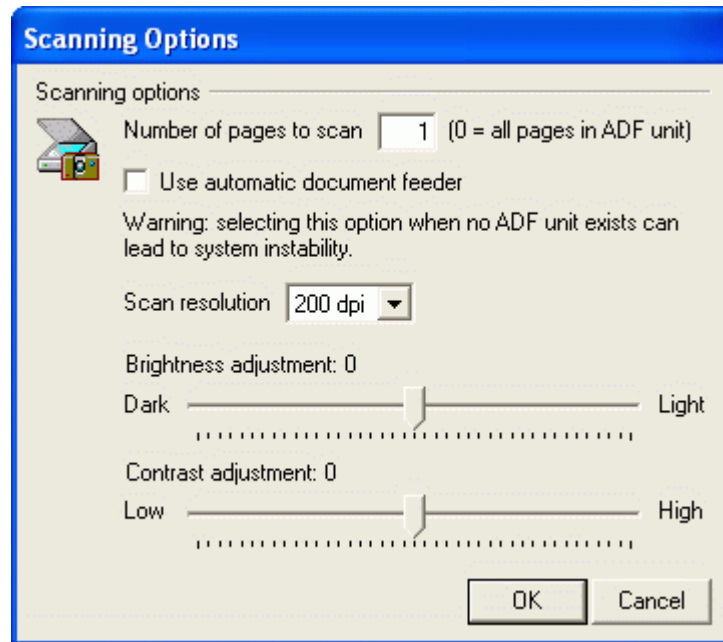 Scanning Options
Scanning options
Number of pages to scan 1 (0 = all pages in ADF unit)
Use automatic document feeder
Warning: selecting this option when no ADF unit exists can
lead to system instability.
Scan resolution 200 dpi
Brightness adjustment: 0
Dark Light
Contrast adjustment: 0
Low High
OK Cancel